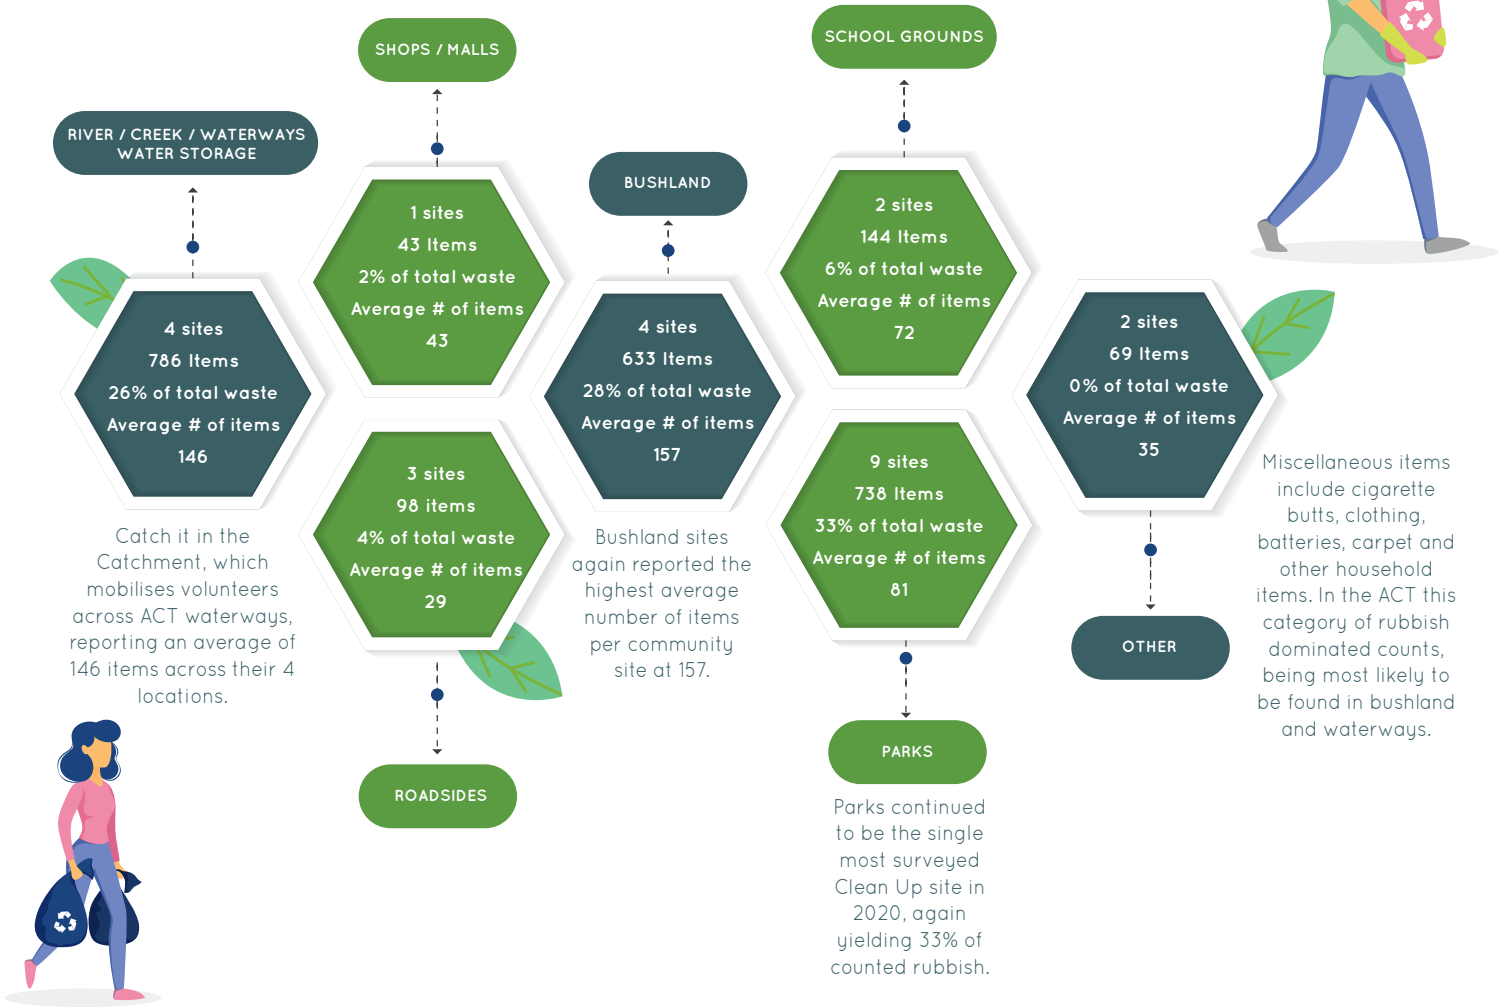 RIVER / CREEK / WATERWAYS
WATER STORAGE
4 sites
786 Items
26% of total waste
Average # of items
146
Catch it in the
Catchment, which
mobilises volunteers
across ACT waterways,
reporting an average of
146 items across their 4
locations.
SHOPS / MALLS
1 sites
43 Items
2% of total waste
Average # of items
43
3 sites
98 items
4% of total waste
Average # of items
29
ROADSIDES
BUSHLAND
4 sites
633 Items
28% of total waste
Average # of items
157
Bushland sites
again reported the
highest average
number of items
per community
site at 157.
SCHOOL GROUNDS
2 sites
144 Items
6% of total waste
Average # of items
72
9 sites
738 Items
33% of total waste
Average # of items
81
PARKS
Parks continued
to be the single
most surveyed
Clean Up site in
2020, again
yielding 33% of
counted rubbish.
2 sites
69 Items
0% of total waste
Average # of items
35
OTHER
Miscellaneous items
include cigarette
butts, clothing,
batteries, carpet and
other household
items. In the ACT this
category of rubbish
dominated counts,
being most likely to
be found in bushland
and waterways.